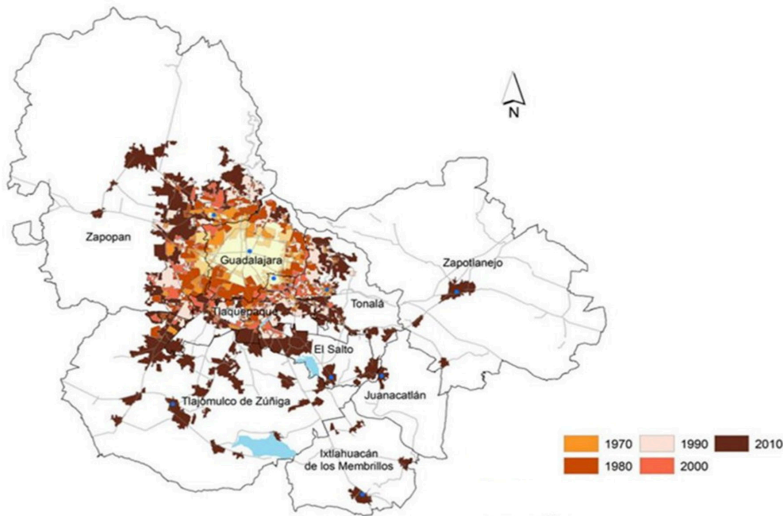 N
Zapopan
Guadalajara
Zapotlanejo
Tonalá
Tlaquepaque
El Salto
Juanacatlán
Tlajomulco de Zúñiga
Ixtlahuacán
de los Membrillos
1970
1990
2010
1980
2000